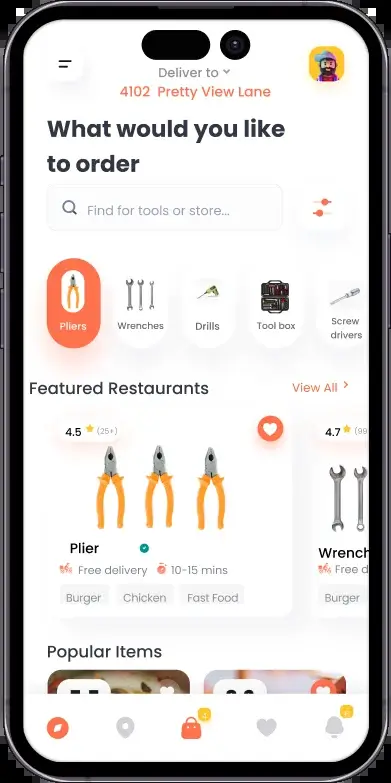 Deliver to
4102 Pretty View Lane
What would you like
to order
Find for tools or store...
Pliers
Wrenches
Drills
Tool box
Screw
drivers
Featured Restaurants
View All
4.5 (25+)
4.7 (99
Plier
Wrench
Free delivery
10-15 mins
Free d
Burger
Chicken
Fast Food
Burger
Popular Items